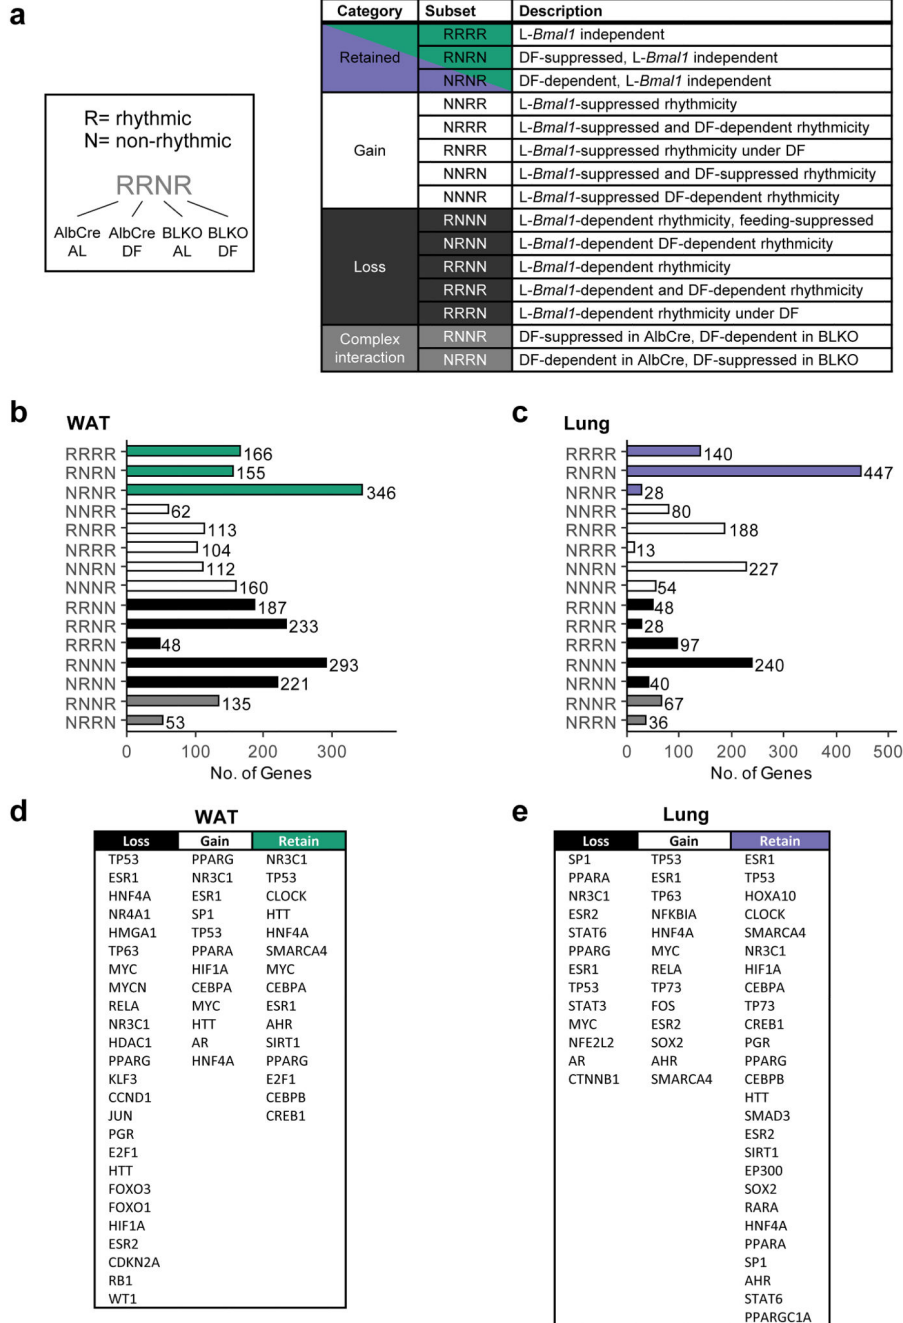 a
R= rhythmic
N= non-rhythmic
RRNR
AlbCre AlbCre BLKO BLKO
AL DF AL DF
Category Subset Description
Retained
RRRR L-Bmal1 independent
RNRN DF-suppressed, L-Bmal1 independent
NRNR DF-dependent, L-Bmal1 independent
Gain
NNRR L-Bmal1-suppressed rhythmicity
NRRR L-Bmal1-suppressed and DF-dependent rhythmicity
RNRR L-Bmal1-suppressed rhythmicity under DF
NNRN L-Bmal1-suppressed and DF-suppressed rhythmicity
NNNR L-Bmal1-suppressed DF-dependent rhythmicity
Loss
RNNN L-Bmal1-dependent rhythmicity, feeding-suppressed
NRNN L-Bmal1-dependent DF-dependent rhythmicity
RRNN L-Bmal1-dependent rhythmicity
RRNR L-Bmal1-dependent and DF-dependent rhythmicity
RRRN L-Bmal1-dependent rhythmicity under DF
Complex
interaction
RNNR DF-suppressed in AlbCre, DF-dependent in BLKO
NRRN DF-dependent in AlbCre, DF-suppressed in BLKO
b
WAT
RRRR 166
RNRN 155
NRNR 346
NNRR 62
RNRR 113
NRRR 104
NNRN 112
NNNR 160
RRNN 187
RRNR 233
RRRN 48
RNNN 293
NRNN 221
RNNR 135
NRRN 53
0 100 200 300
No. of Genes
c
Lung
RRRR 140
RNRN 447
NRNR 28
NNRR 80
RNRR 188
NRRR 13
NNRN 227
NNNR 54
RRNN 48
RRNR 28
RRRN 97
RNNN 240
NRNN 40
RNNR 67
NRRN 36
0 100 200 300 400 500
No. of Genes
d
WAT
Loss Gain Retain
TP53 PPARG NR3C1
ESR1 NR3C1 TP53
HNF4A ESR1 CLOCK
NR4A1 SP1 HTT
HMGA1 TP53 HNF4A
TP63 PPARA SMARCA4
MYC HIF1A MYC
MYCN CEBPA CEBPA
RELA MYC ESR1
NR3C1 HTT AHR
HDAC1 AR SIRT1
PPARG HNF4A PPARG
KLF3 E2F1
CCND1 CEBPB
JUN CREB1
PGR
E2F1
HTT
FOXO3
FOXO1
HIF1A
ESR2
CDKN2A
RB1
WT1
e
Lung
Loss Gain Retain
SP1 TP53 ESR1
PPARA ESR1 TP53
NR3C1 TP63 HOXA10
ESR2 NFKBIA CLOCK
STAT6 HNF4A SMARCA4
PPARG MYC NR3C1
ESR1 RELA HIF1A
TP53 TP73 CEBPA
STAT3 FOS TP73
MYC ESR2 CREB1
NFE2L2 SOX2 PGR
AR AHR PPARG
CTNNB1 SMARCA4 CEBPB
HTT
SMAD3
ESR2
SIRT1
EP300
SOX2
RARA
HNF4A
PPARA
SP1
AHR
STAT6
PPARGC1A